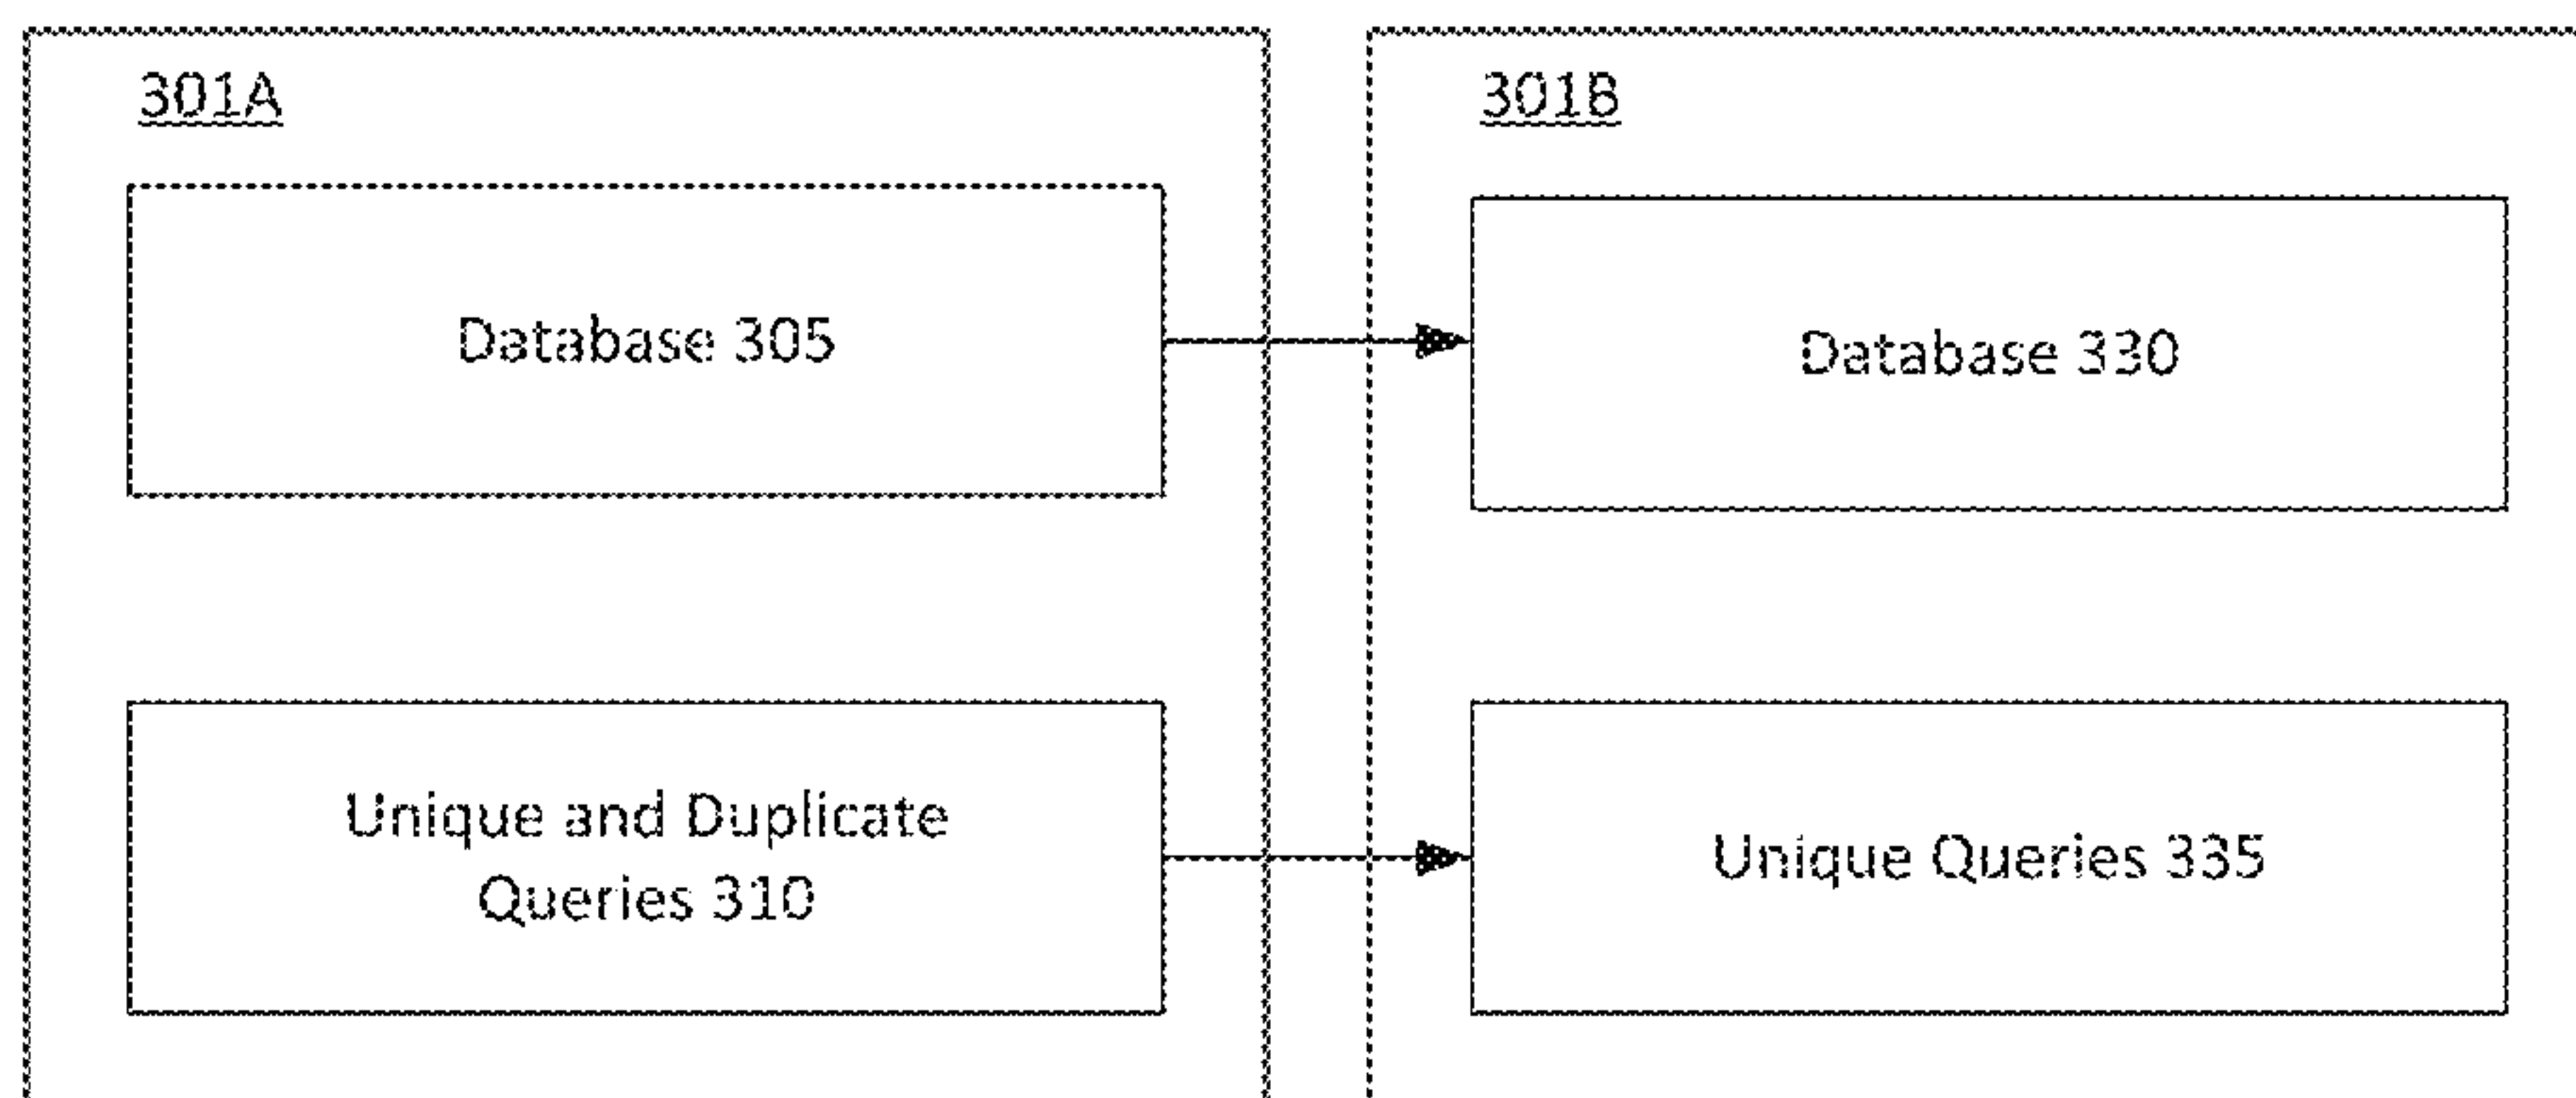 301A
301B
Database 305
Database 330
Unique and Duplicate
Queries 310
Unique Queries 335